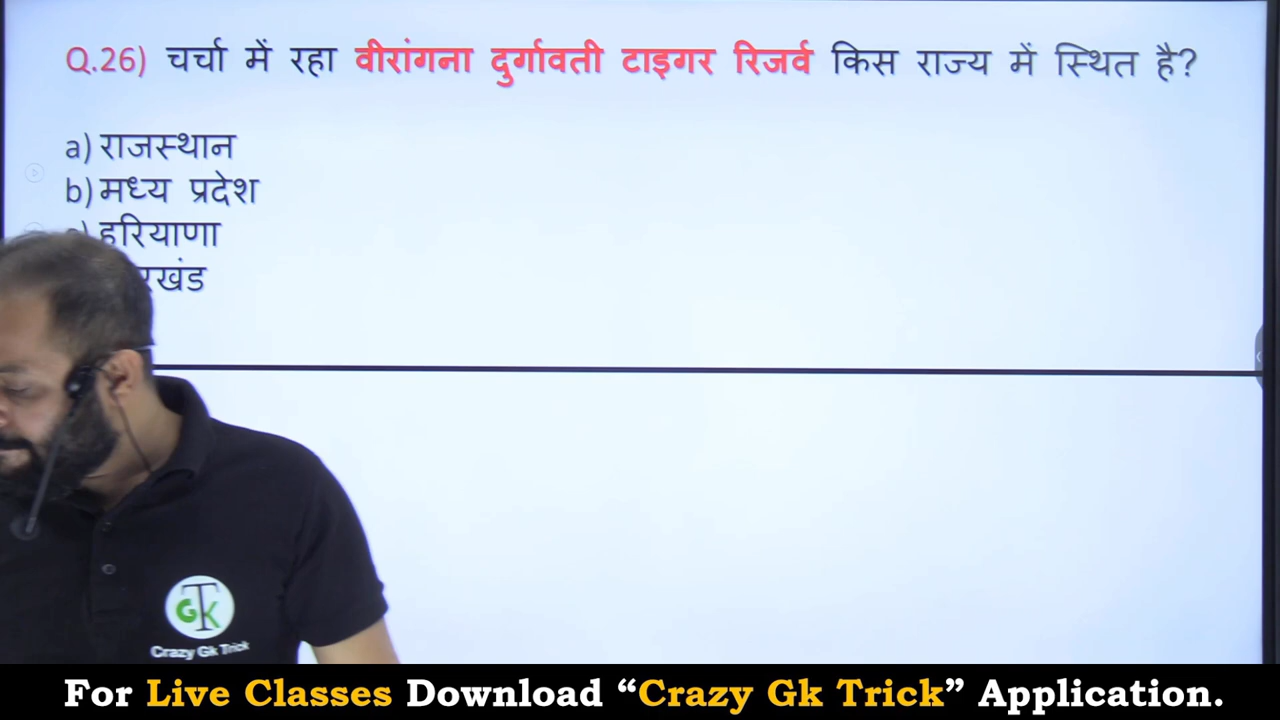 Q.26) चर्चा में रहा वीरांगना दुर्गावती टाइगर रिजर्व किस राज्य में स्थित है?
a) राजस्थान
b) मध्य प्रदेश
हरियाणा
GTK
Crazy Gk Trick
For Live Classes Download “Crazy Gk Trick” Application.